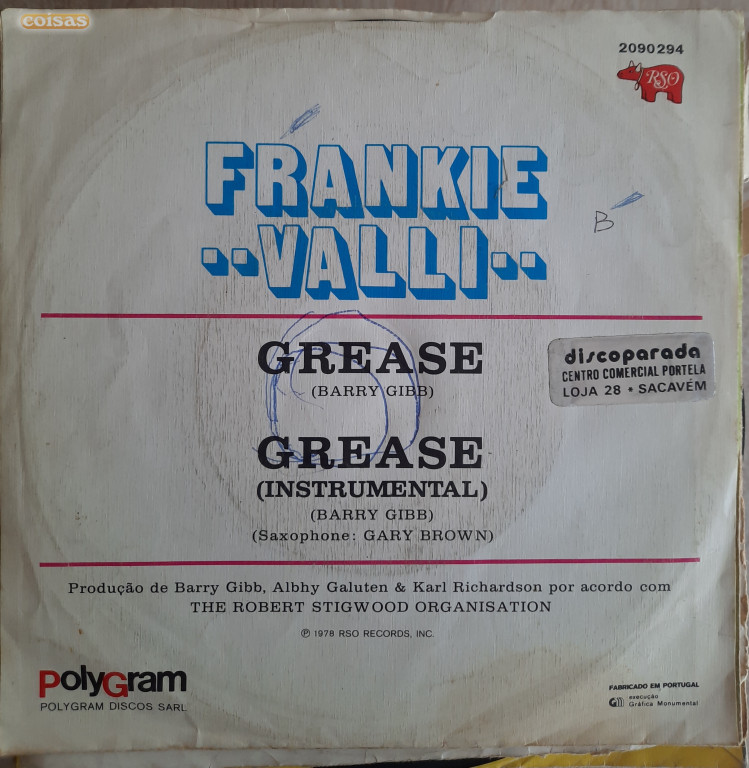 coisas
2090294
RSO
FRANKIE
VALLI
B
GREASE
(BARRY GIBB)
discoparada
CENTRO COMERCIAL PORTELA
LOJA 28 • SACAVÉM
GREASE
(INSTRUMENTAL)
(BARRY GIBB)
(Saxophone: GARY BROWN)
Produção de Barry Gibb, Albhy Galuten & Karl Richardson por acordo com
THE ROBERT STIGWOOD ORGANISATION
℗ 1978 RSO RECORDS, INC.
PolyGram
POLYGRAM DISCOS SARL
FABRICADO EM PORTUGAL
execução
Gráfica Monumental